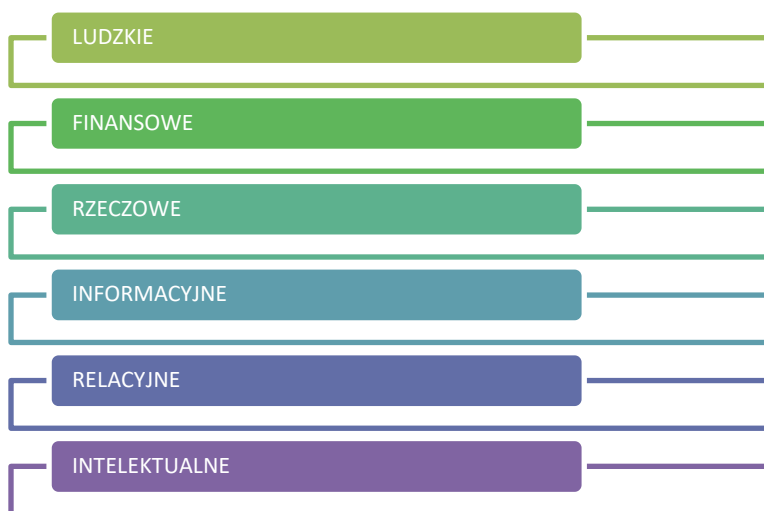 LUDZKIE
FINANSOWE
RZECZOWE
INFORMACYJNE
RELACYJNE
INTELEKTUALNE